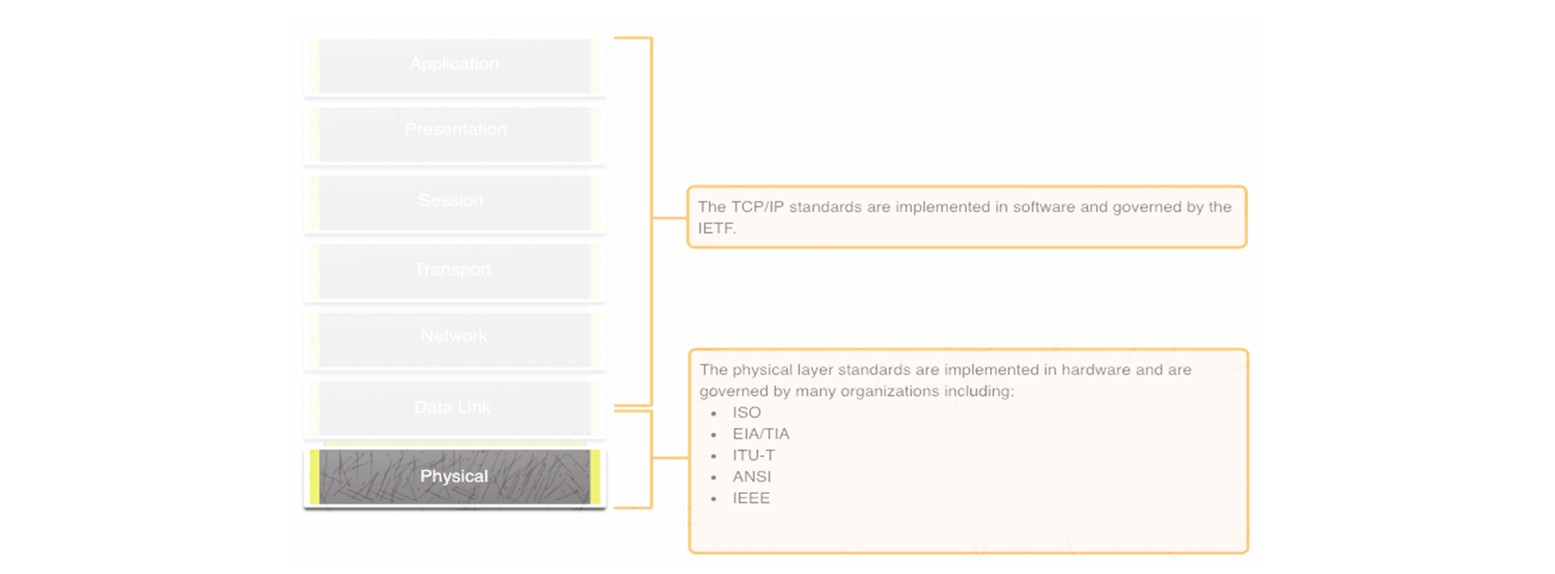 Application
Presentation
Session
Transport
Network
Data Link
Physical
The TCP/IP standards are implemented in software and governed by the
IETF.
The physical layer standards are implemented in hardware and are
governed by many organizations including:
• ISO
• EIA/TIA
• ITU-T
• ANSI
• IEEE